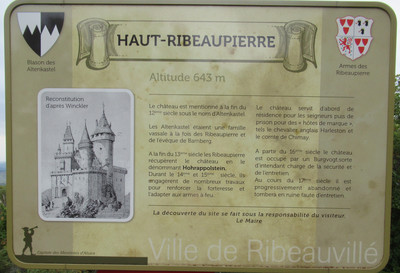 HAUT-RIBEAUPIERRE
Blason des
Altenkastel
Armes des
Ribeaupierre
Altitude 643 m
Reconstitution
d'après Winckler
Le château est mentionné à la fin du
12ème siècle sous le nom d'Altenkastel
Les Altenkastel étaient une famille
vassale à la fois des Ribeaupierre et
de l'évêque de Bamberg.
A la fin du 13ème siècle les Ribeaupierre
récupèrent le château en le
dénommant Hohrappolstein.
Durant le 14ème et 15ème siècle, ils
engagèrent de nombreux travaux
pour renforcer la forteresse et
l'adapter aux armes à feu.
Le château servit d'abord de
résidence pour les seigneurs puis de
prison pour des « hôtes de marque »,
tels le chevalier anglais Harleston et
le comte de Chimay.
A partir du 16ème siècle le château
est occupé par un Burgvogt, sorte
d'intendant chargé de la sécurité et
de l'entretien.
Au cours du 17ème siècle il est
progressivement abandonné et
tombera en ruine faute d'entretien.
La découverte du site se fait sous la responsabilité du visiteur.
Le Maire
Ville de Ribeauvillé